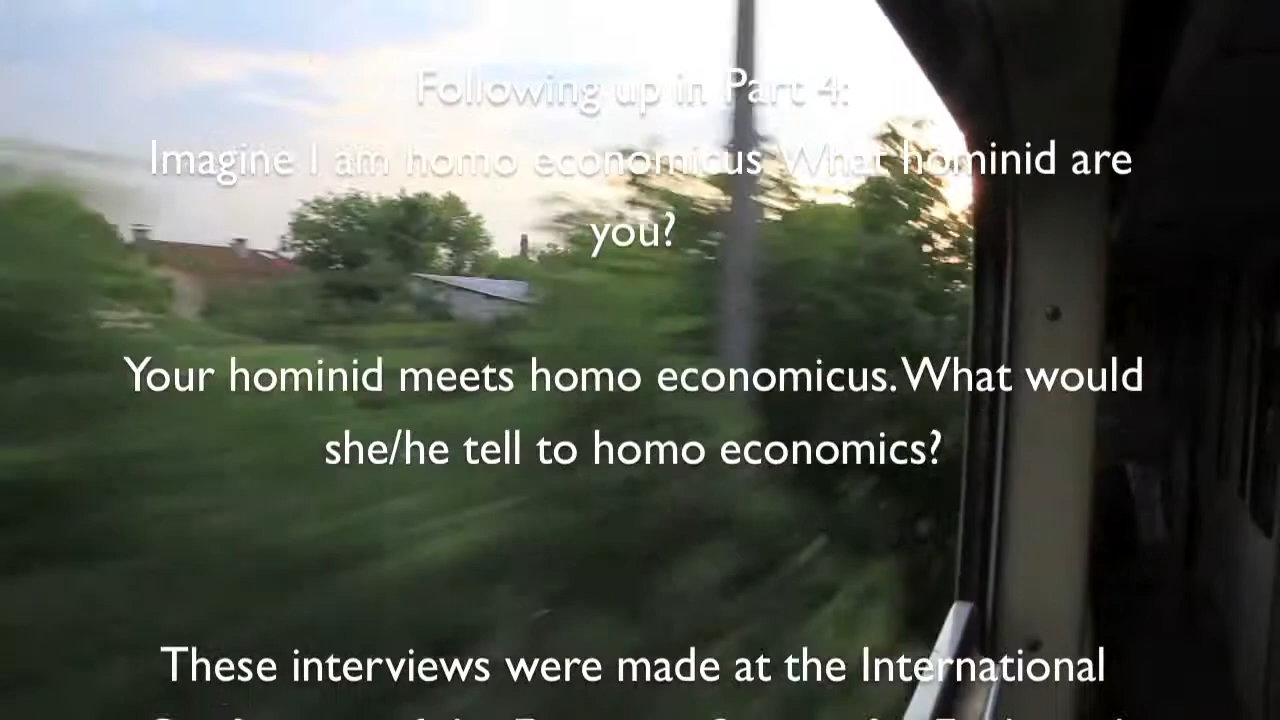 Following up in Part 4:
Imagine I am homo economicus. What hominid are
you?
Your hominid meets homo economicus. What would
she/he tell to homo economics?
These interviews were made at the International